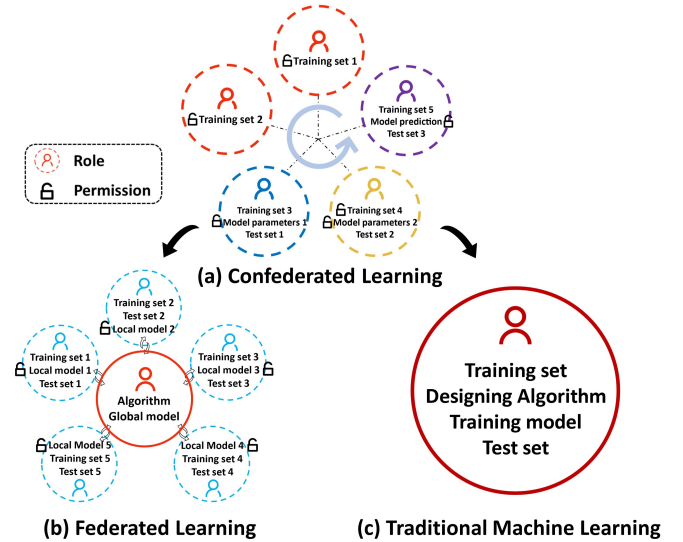 Training set 1
Training set 2
Training set 5
Model prediction
Test set 3
Role
Permission
Training set 3
Model parameters 1
Test set 1
Training set 4
Model parameters 2
Test set 2
(a) Confederated Learning
Training set 2
Test set 2
Local model 2
Training set 1
Local model 1
Test set 1
Training set 3
Local model 3
Test set 3
Algorithm
Global model
Local Model 5
Training set 5
Test set 5
Local Model 4
Training set 4
Test set 4
(b) Federated Learning
Training set
Designing Algorithm
Training model
Test set
(c) Traditional Machine Learning